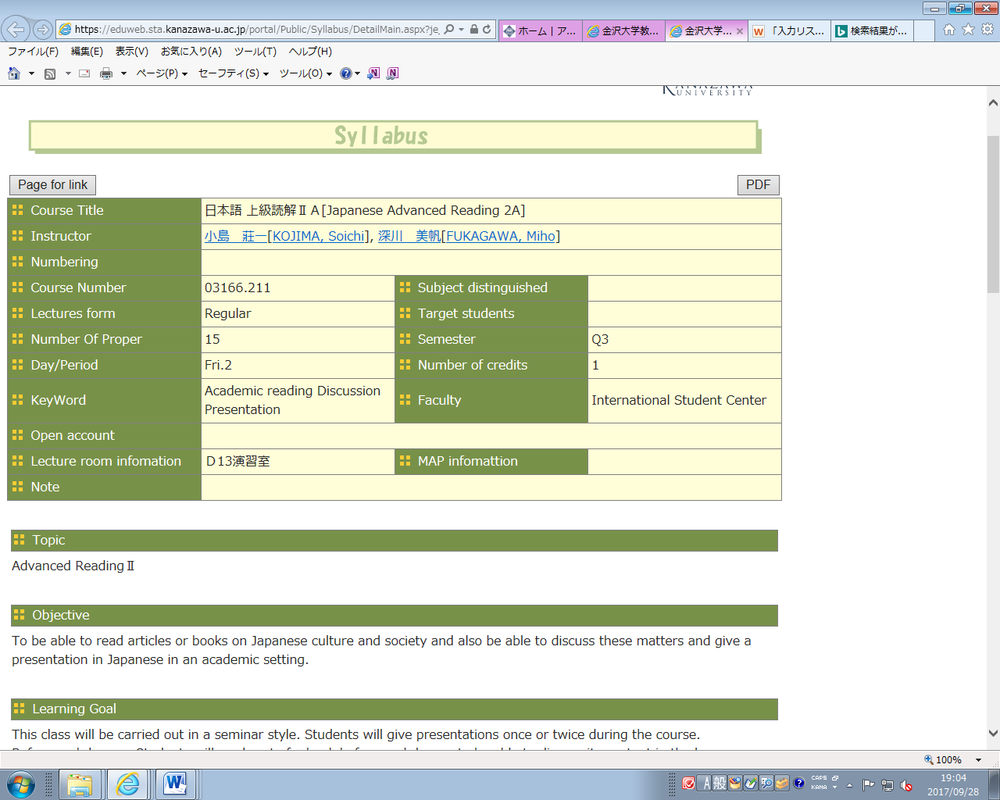 https://eduweb.sta.kanazawa-u.ac.jp/portal/Public/Syllabus/DetailMain.aspx?je_
ホーム | ア...
金沢大学教...
金沢大学...
「入力リス...
検索結果が...
ファイル(F) 編集(E) 表示(V) お気に入り(A) ツール(T) ヘルプ(H)
ページ(P) セーフティ(S) ツール(O)
KANAZAWA
UNIVERSITY
Syllabus
Page for link
PDF
Course Title 日本語 上級読解ⅡA[Japanese Advanced Reading 2A]
Instructor 小島　莊一[KOJIMA, Soichi], 深川　美帆[FUKAGAWA, Miho]
Numbering
Course Number 03166.211 Subject distinguished
Lectures form Regular Target students
Number Of Proper 15 Semester Q3
Day/Period Fri.2 Number of credits 1
KeyWord Academic reading Discussion Presentation Faculty International Student Center
Open account
Lecture room infomation Ｄ13演習室 MAP infomattion
Note
Topic
Advanced ReadingⅡ
Objective
To be able to read articles or books on Japanese culture and society and also be able to discuss these matters and give a
presentation in Japanese in an academic setting.
Learning Goal
This class will be carried out in a seminar style. Students will give presentations once or twice during the course.
100%
A 般 CAPS KANA
19:04
2017/09/28